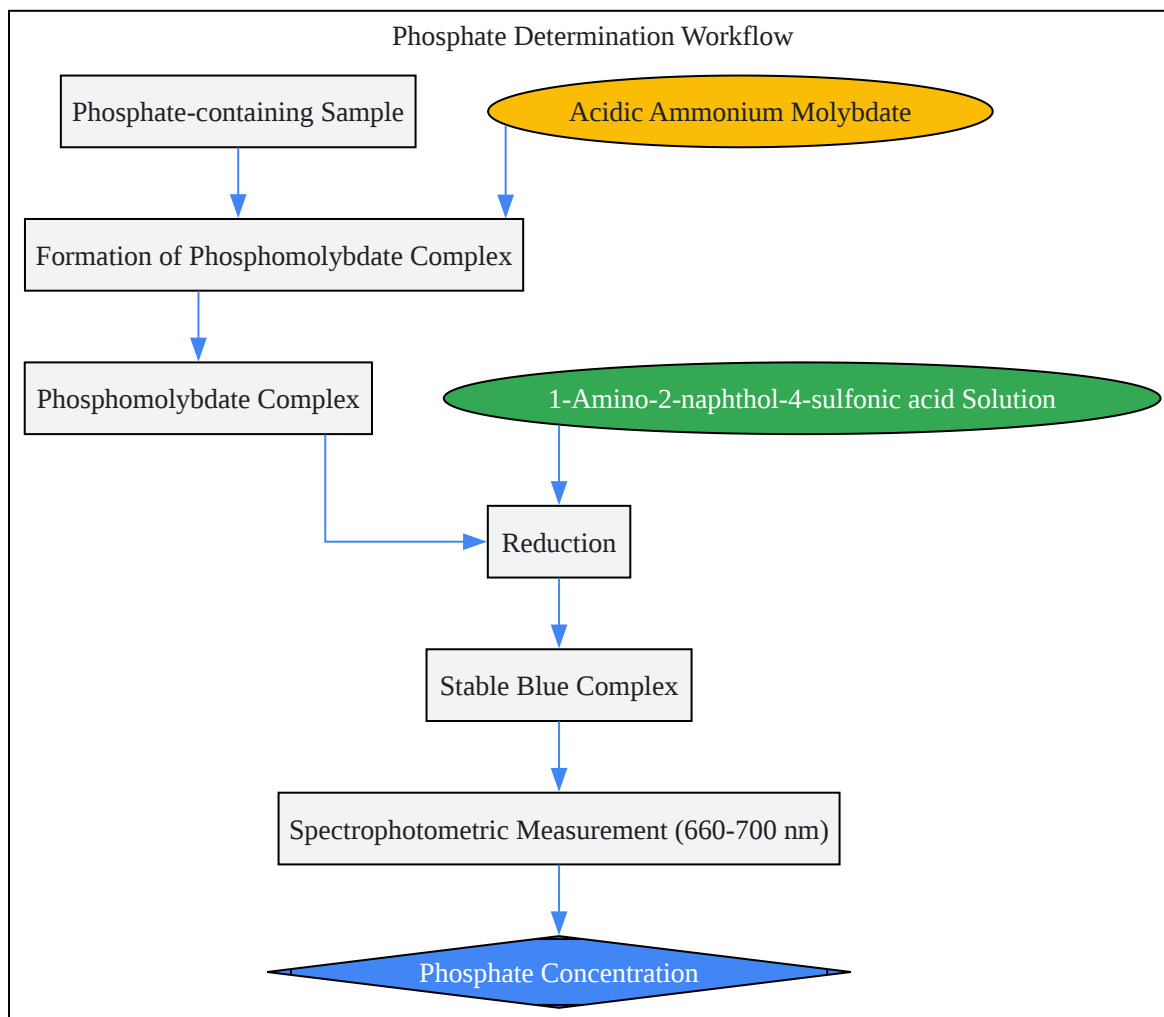 Phosphate Determination Workflow
Phosphate-containing Sample
Acidic Ammonium Molybdate
Formation of Phosphomolybdate Complex
Phosphomolybdate Complex
1-Amino-2-naphthol-4-sulfonic acid Solution
Reduction
Stable Blue Complex
Spectrophotometric Measurement (660-700 nm)
Phosphate Concentration